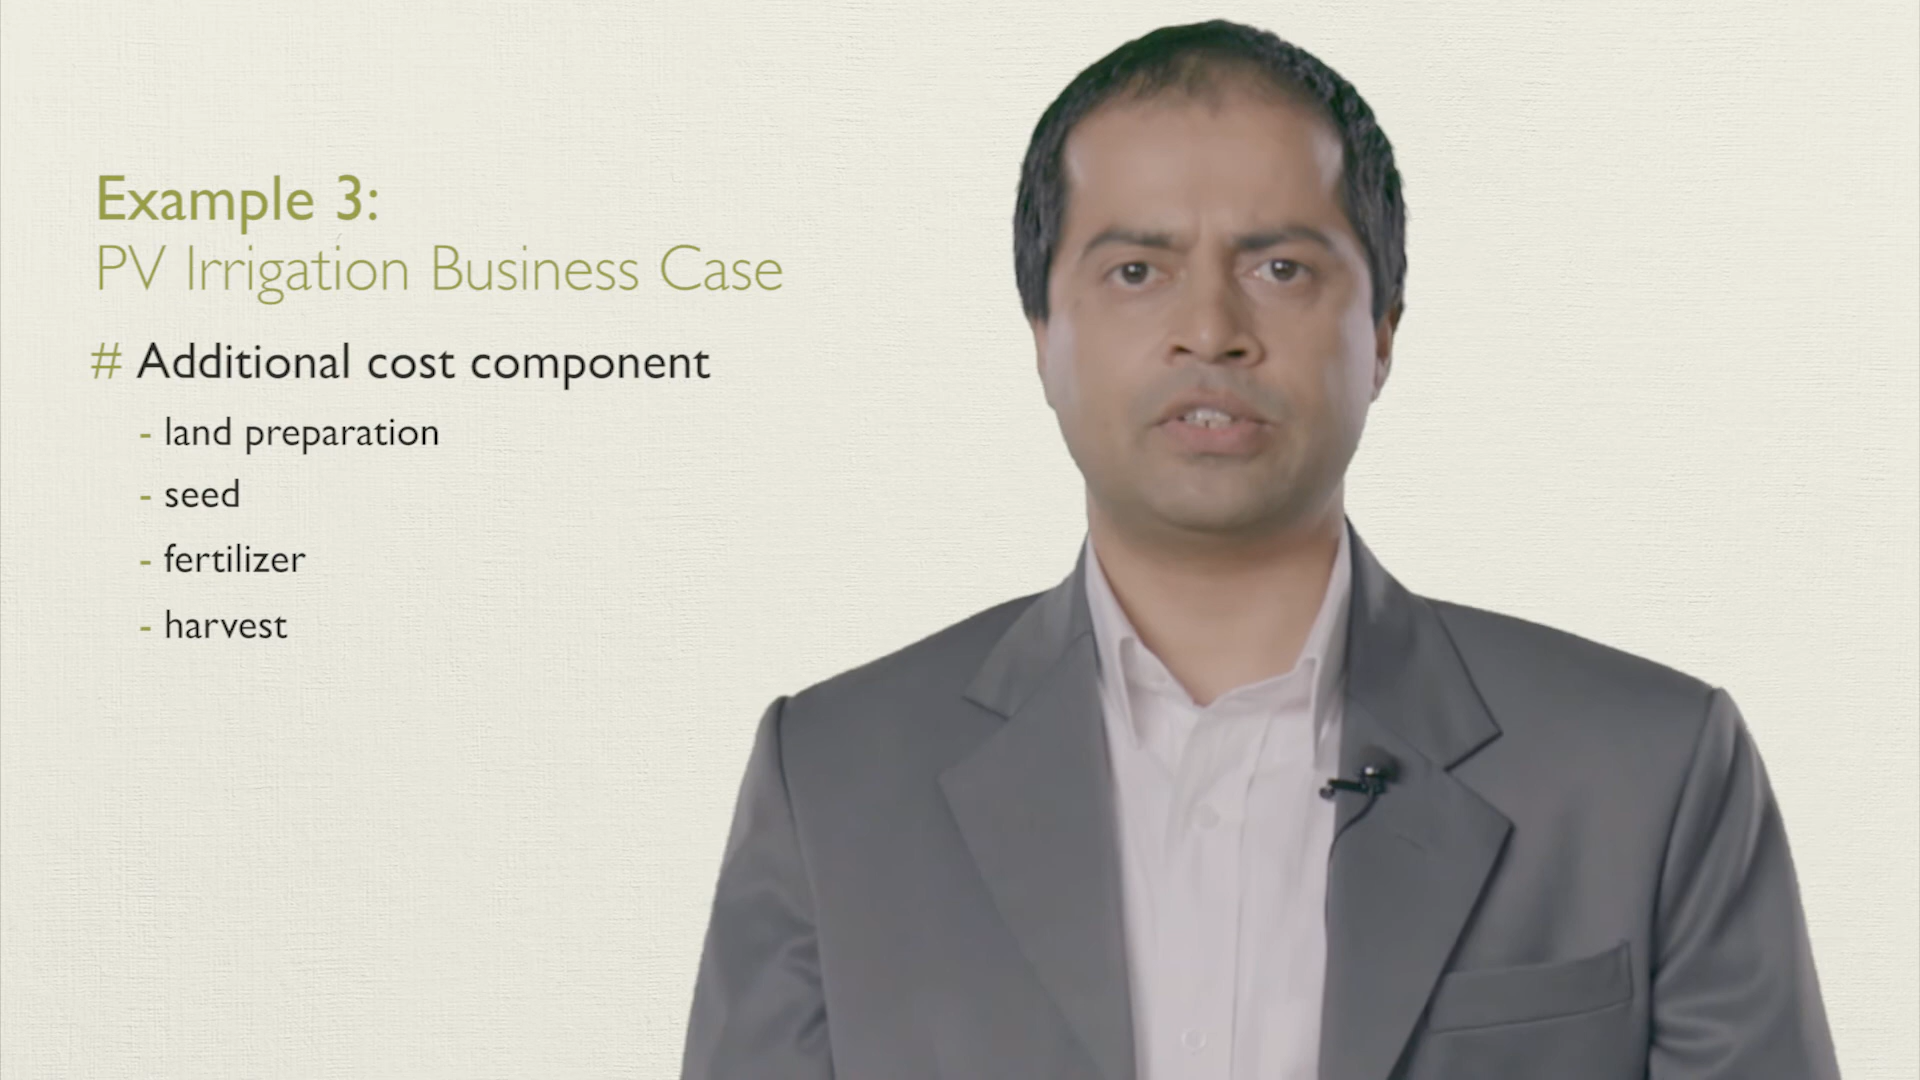 Example 3:
PV Irrigation Business Case
# Additional cost component
- land preparation
- seed
- fertilizer
- harvest